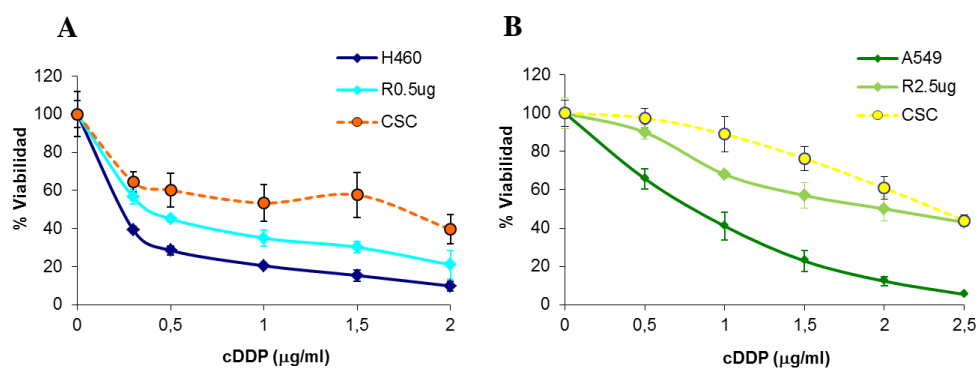 A
H460
R0.5ug
CSC
% Viabilidad
120
100
80
60
40
20
0
0 0,5 1 1,5 2
cDDP (μg/ml)
B
A549
R2.5ug
CSC
% Viabilidad
120
100
80
60
40
20
0
0 0,5 1 1,5 2 2,5
cDDP (μg/ml)